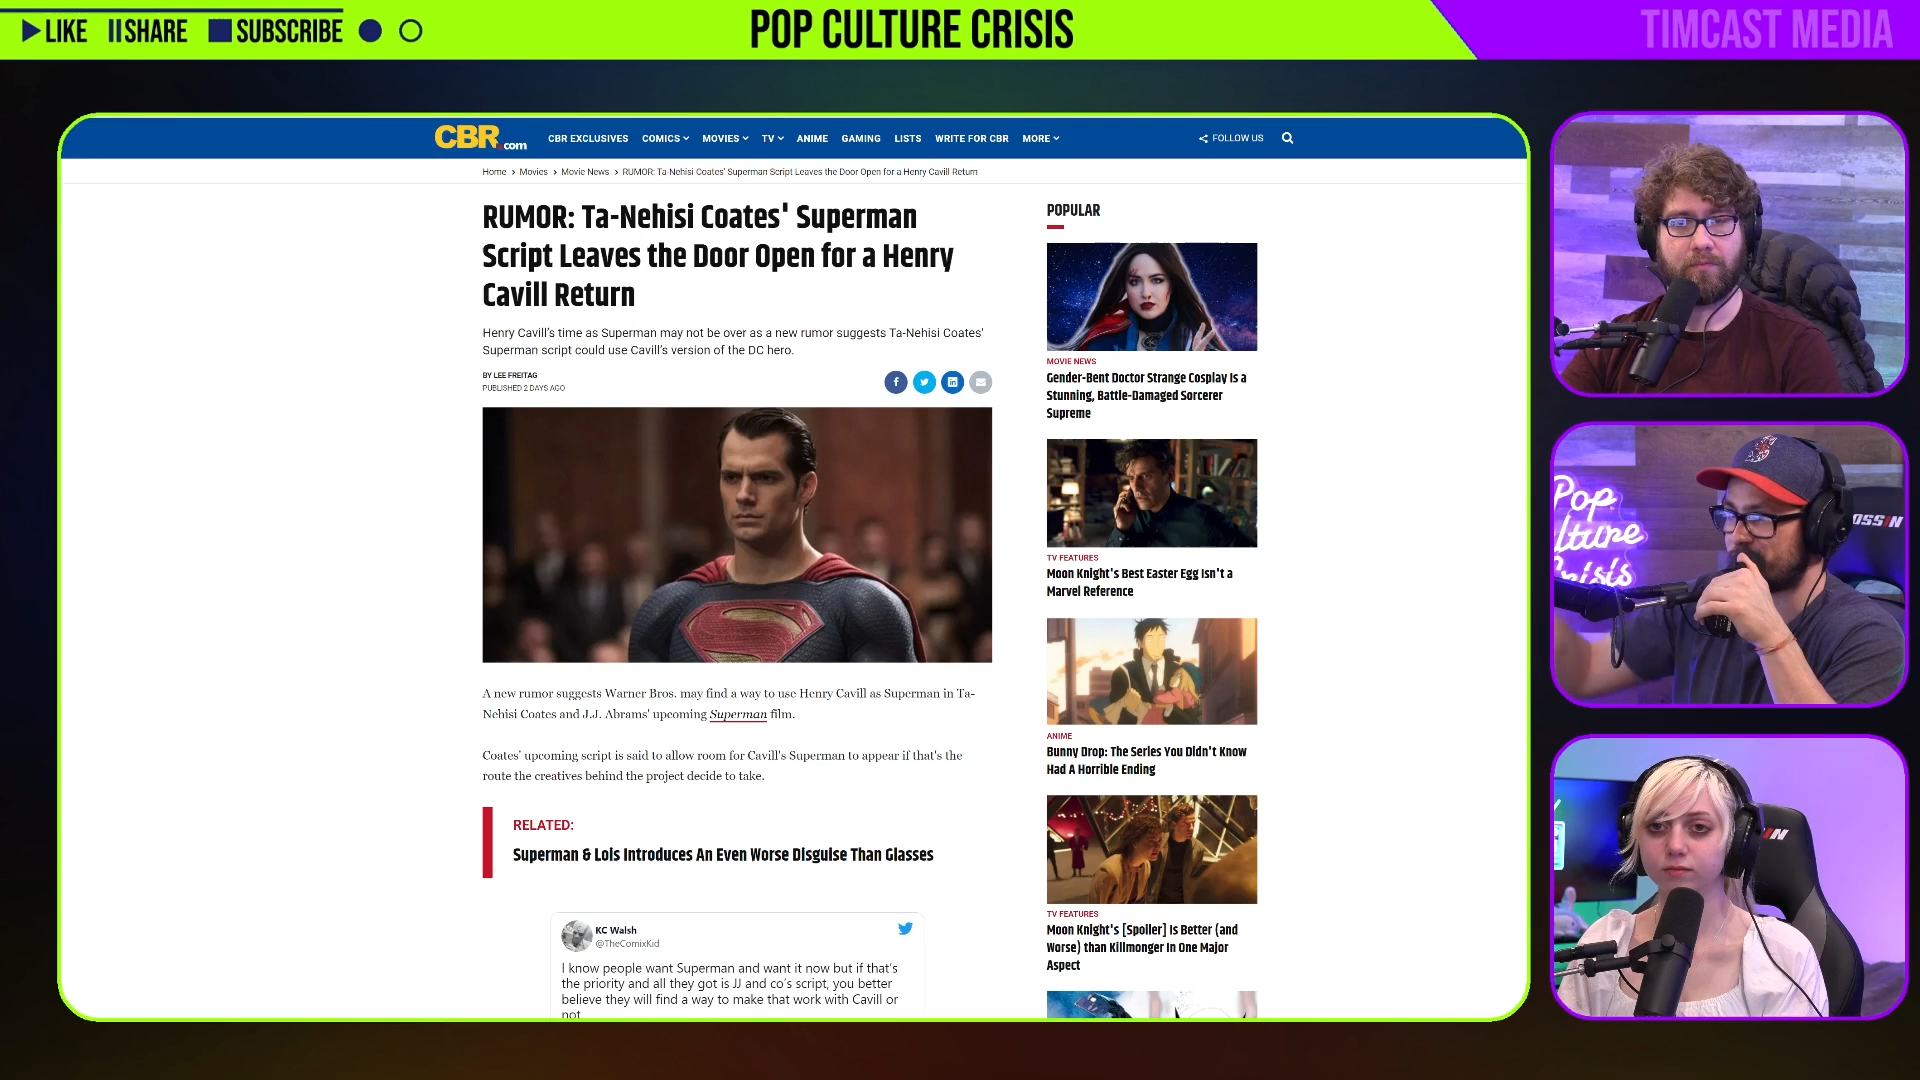 LIKE SHARE SUBSCRIBE
POP CULTURE CRISIS
TIMCAST MEDIA
CBR.com
CBR EXCLUSIVES COMICS MOVIES TV ANIME GAMING LISTS WRITE FOR CBR MORE FOLLOW US
Home > Movies > Movie News > RUMOR: Ta-Nehisi Coates' Superman Script Leaves the Door Open for a Henry Cavill Return
RUMOR: Ta-Nehisi Coates' Superman
Script Leaves the Door Open for a Henry
Cavill Return
Henry Cavill's time as Superman may not be over as a new rumor suggests Ta-Nehisi Coates'
Superman script could use Cavill's version of the DC hero.
BY LEE FREITAG
PUBLISHED 2 DAYS AGO
A new rumor suggests Warner Bros. may find a way to use Henry Cavill as Superman in Ta-
Nehisi Coates and J.J. Abrams' upcoming Superman film.
Coates' upcoming script is said to allow room for Cavill's Superman to appear if that's the
route the creatives behind the project decide to take.
RELATED:
Superman & Lois Introduces An Even Worse Disguise Than Glasses
KC Walsh
@TheComixKid
I know people want Superman and want it now but if that's
the priority and all they got is JJ and co's script, you better
believe they will find a way to make that work with Cavill or
not
POPULAR
MOVIE NEWS
Gender-Bent Doctor Strange Cosplay Is a
Stunning, Battle-Damaged Sorcerer
Supreme
TV FEATURES
Moon Knight's Best Easter Egg Isn't a
Marvel Reference
ANIME
Bunny Drop: The Series You Didn't Know
Had A Horrible Ending
TV FEATURES
Moon Knight's [Spoiler] Is Better (and
Worse) than Killmonger In One Major
Aspect
Pop
lture
Crisis
OSSIN
IN